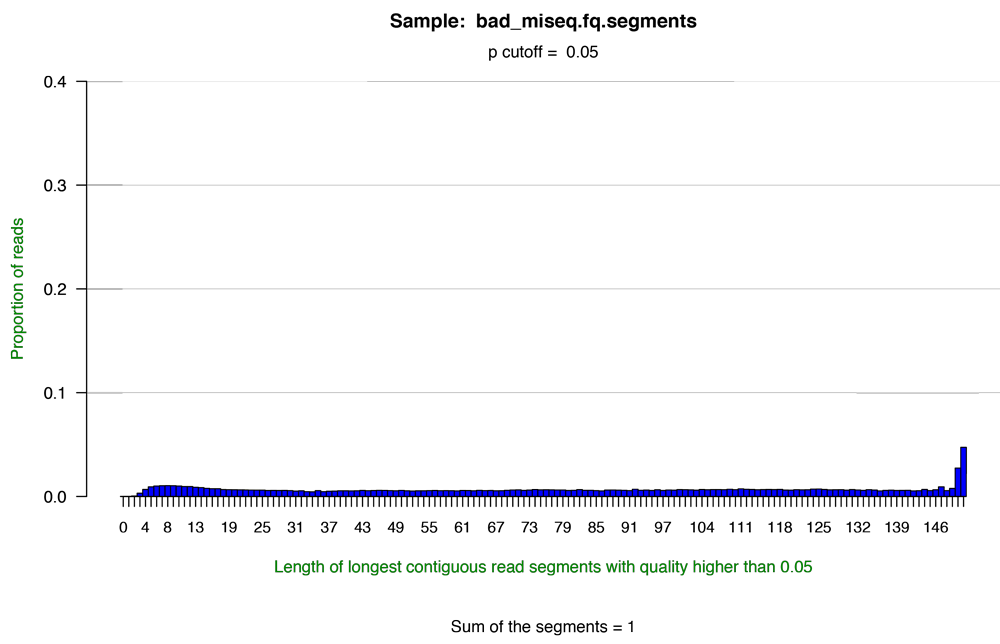 Sample:  bad_miseq.fq.segments
p cutoff =  0.05
Proportion of reads
0.4
0.3
0.2
0.1
0.0
0 4 8 13 19 25 31 37 43 49 55 61 67 73 79 85 91 97 104 111 118 125 132 139 146
Length of longest contiguous read segments with quality higher than 0.05
Sum of the segments = 1